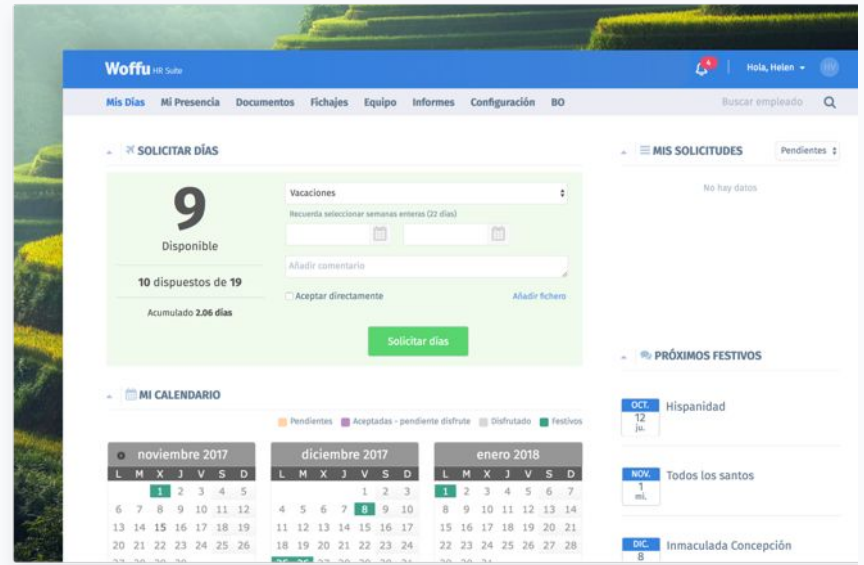 Woffu HR Suite
4
Hola, Helen
HV
Mis Días Mi Presencia Documentos Fichajes Equipo Informes Configuración BO
Buscar empleado
SOLICITAR DÍAS
9
Disponible
10 dispuestos de 19
Acumulado 2.06 días
Vacaciones
Recuerda seleccionar semanas enteras (22 días)
Añadir comentario
Aceptar directamente
Añadir fichero
Solicitar días
MIS SOLICITUDES
Pendientes
No hay datos
MI CALENDARIO
Pendientes Aceptadas - pendiente disfrute Disfrutado Festivos
noviembre 2017
L M X J V S D
1 2 3 4 5
6 7 8 9 10 11 12
13 14 15 16 17 18 19
20 21 22 23 24 25 26
diciembre 2017
L M X J V S D
1 2 3
4 5 6 7 8 9 10
11 12 13 14 15 16 17
18 19 20 21 22 23 24
enero 2018
L M X J V S D
1 2 3 4 5 6 7
8 9 10 11 12 13 14
15 16 17 18 19 20 21
22 23 24 25 26 27 28
PRÓXIMOS FESTIVOS
OCT.
12
ju.
Hispanidad
NOV.
1
mi.
Todos los santos
DIC.
8
Inmaculada Concepción